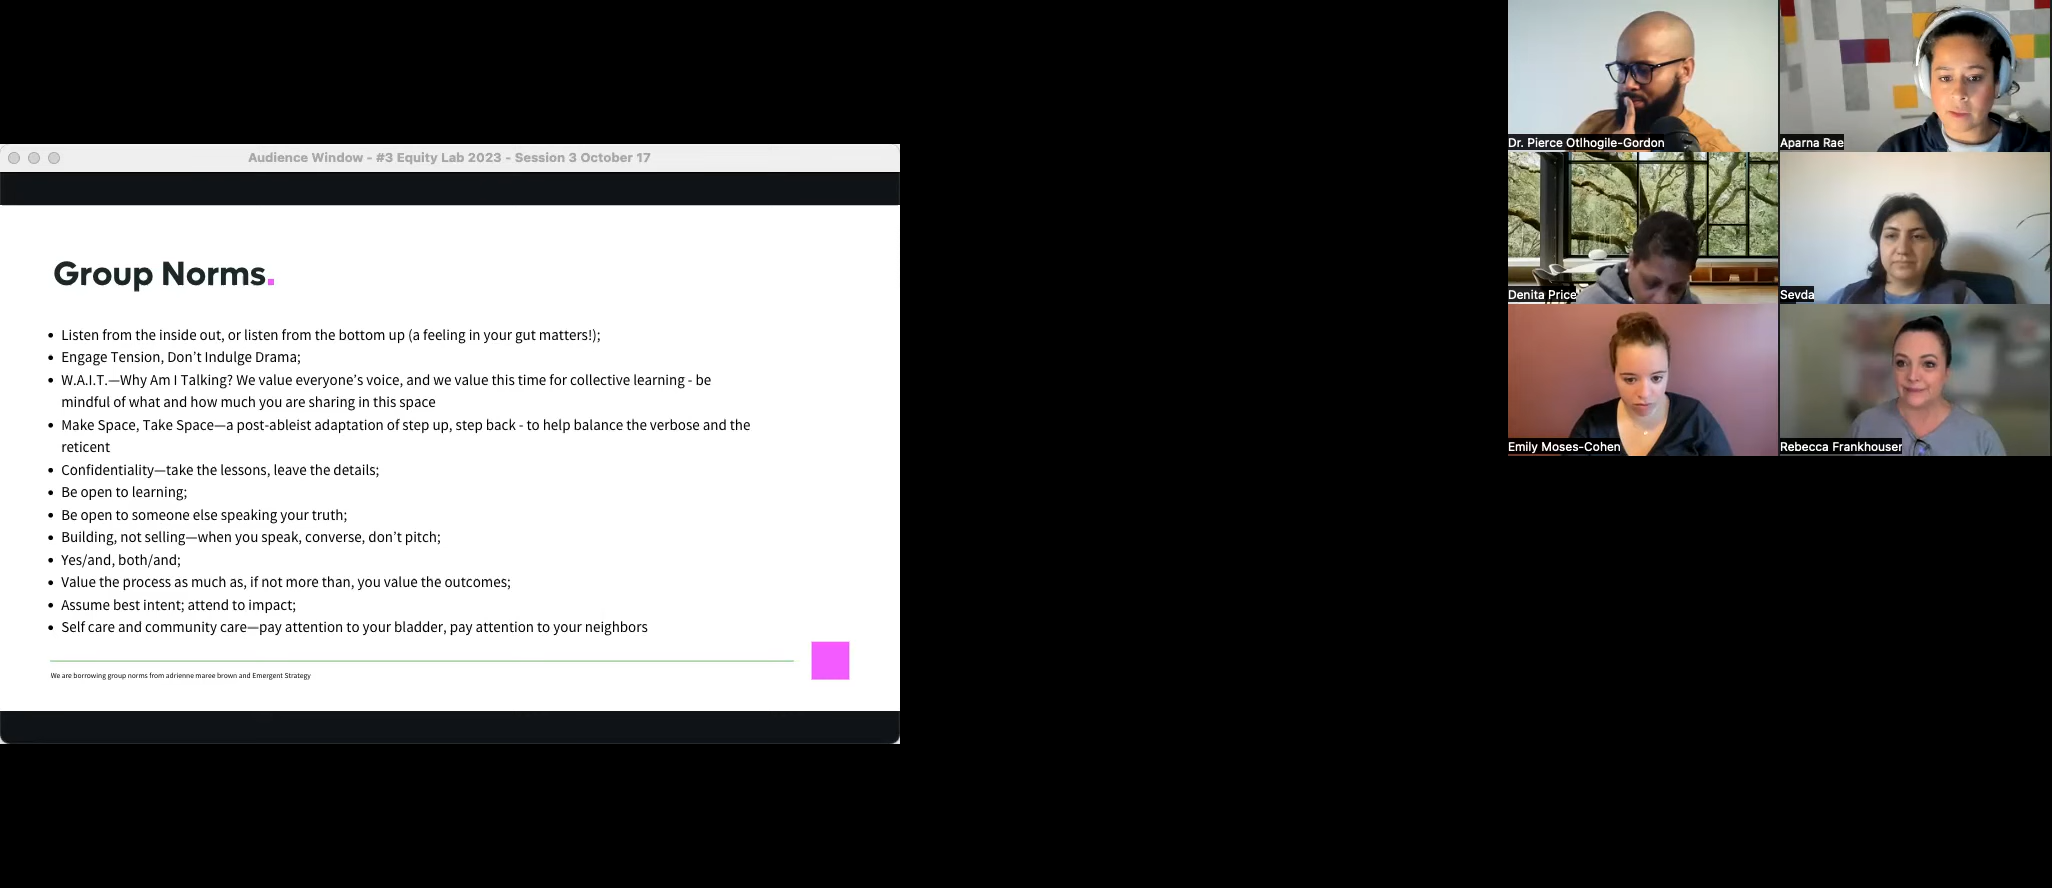 Audience Window - #3 Equity Lab 2023 - Session 3 October 17
Group Norms.
• Listen from the inside out, or listen from the bottom up (a feeling in your gut matters!);
• Engage Tension, Don’t Indulge Drama;
• W.A.I.T.—Why Am I Talking? We value everyone’s voice, and we value this time for collective learning - be
mindful of what and how much you are sharing in this space
• Make Space, Take Space—a post-ableist adaptation of step up, step back - to help balance the verbose and the
reticent
• Confidentiality—take the lessons, leave the details;
• Be open to learning;
• Be open to someone else speaking your truth;
• Building, not selling—when you speak, converse, don’t pitch;
• Yes/and, both/and;
• Value the process as much as, if not more than, you value the outcomes;
• Assume best intent; attend to impact;
• Self care and community care—pay attention to your bladder, pay attention to your neighbors
We are borrowing group norms from adrienne maree brown and Emergent Strategy
Dr. Pierce Otlhogile-Gordon
Aparna Rae
Denita Price
Sevda
Emily Moses-Cohen
Rebecca Frankhouser